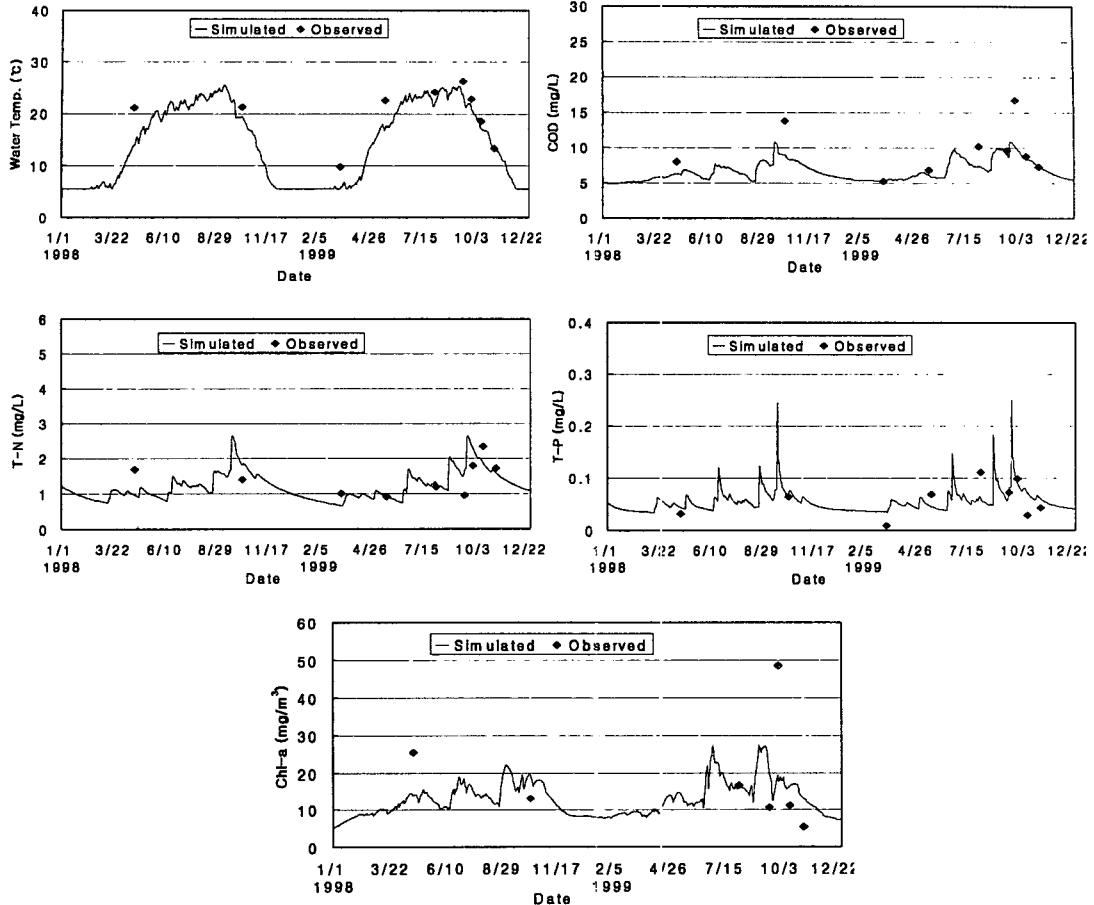 Simulated Observed
Water Temp. (℃)
40
30
20
10
0
1/1 3/22 6/10 8/29 11/17 2/5 4/26 7/15 10/3 12/22
1998 1999
Date
Simulated Observed
COD (mg/L)
30
25
20
15
10
5
0
1/1 3/22 6/10 8/29 11/17 2/5 4/26 7/15 10/3 12/22
1998 1999
Date
Simulated Observed
T-N (mg/L)
6
5
4
3
2
1
0
1/1 3/22 6/10 8/29 11/17 2/5 4/26 7/15 10/3 12/22
1998 1999
Date
Simulated Observed
T-P (mg/L)
0.4
0.3
0.2
0.1
0
1/1 3/22 6/10 8/29 11/17 2/5 4/26 7/15 10/3 12/22
1998 1999
Date
Simulated Observed
Chl-a (mg/m³)
60
50
40
30
20
10
0
1/1 3/22 6/10 8/29 11/17 2/5 4/26 7/15 10/3 12/22
1998 1999
Date